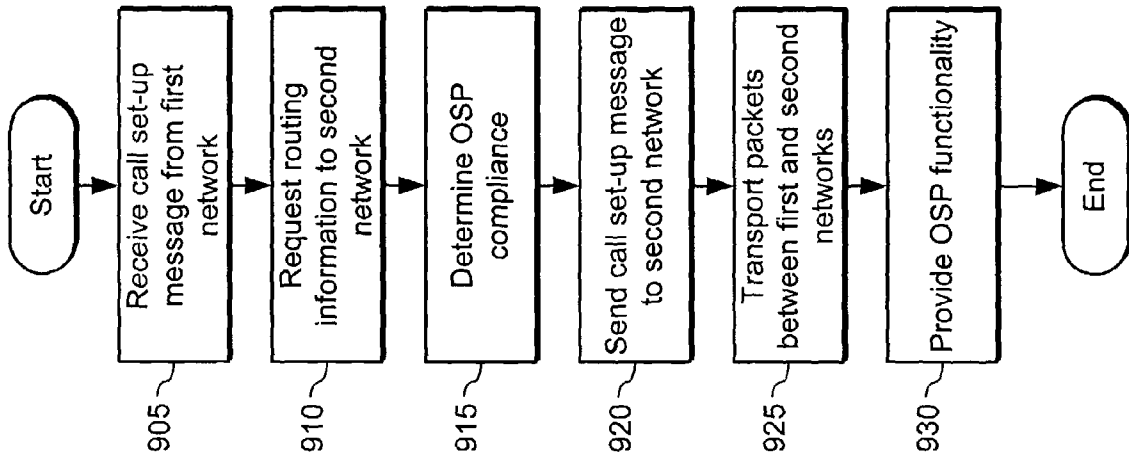 Start
905
Receive call set-up
message from first
network
910
Request routing
information to second
network
915
Determine OSP
compliance
920
Send call set-up message
to second network
925
Transport packets
between first and second
networks
930
Provide OSP functionality
End